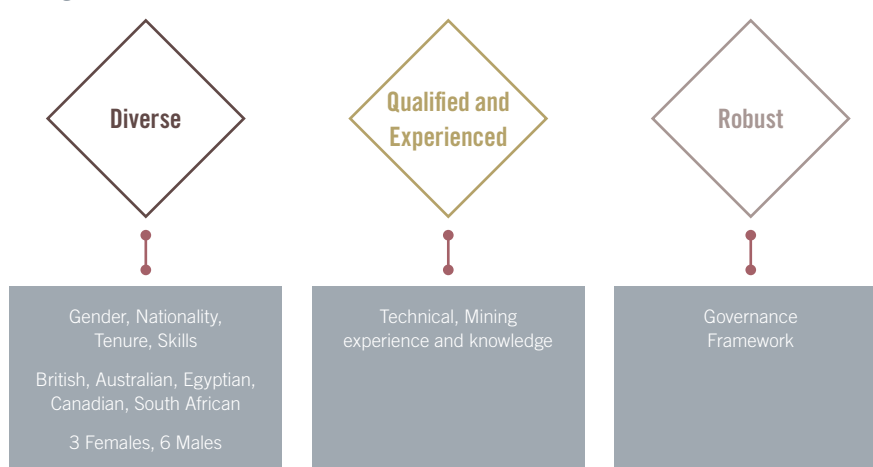 Diverse
Qualified and
Experienced
Robust
Gender, Nationality,
Tenure, Skills
British, Australian, Egyptian,
Canadian, South African
3 Females, 6 Males
Technical, Mining
experience and knowledge
Governance
Framework